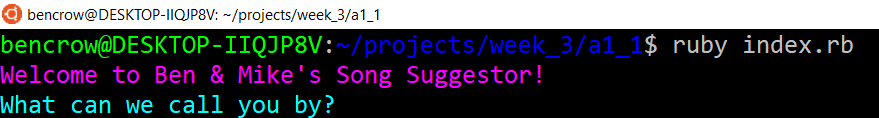 bencrow@DESKTOP-IIQJP8V: ~/projects/week_3/a1_1
bencrow@DESKTOP-IIQJP8V:~/projects/week_3/a1_1$ ruby index.rb
Welcome to Ben & Mike's Song Suggestor!
What can we call you by?